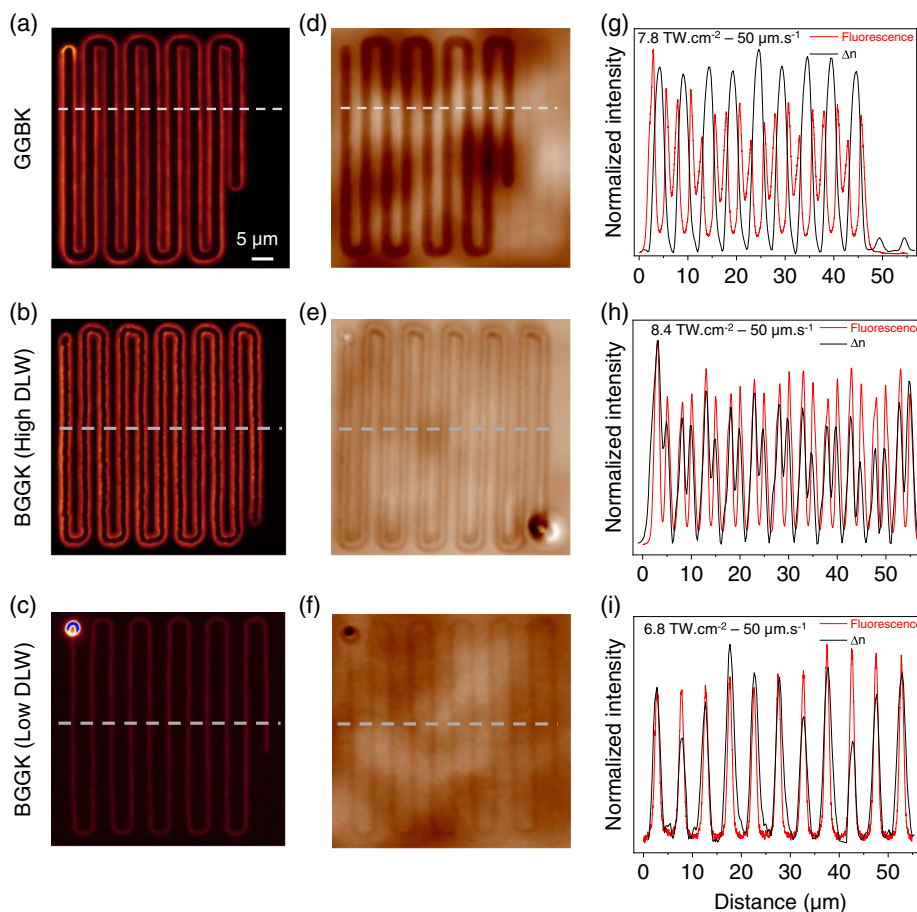 (a)
(d)
(g)
GGBK
5 µm
7.8 TW.cm⁻² – 50 µm.s⁻¹
Fluorescence
Δn
Normalized intensity
0 10 20 30 40 50
(b)
(e)
(h)
BGGK (High DLW)
8.4 TW.cm⁻² – 50 µm.s⁻¹
Fluorescence
Δn
Normalized intensity
0 10 20 30 40 50
(c)
(f)
(i)
BGGK (Low DLW)
6.8 TW.cm⁻² – 50 µm.s⁻¹
Fluorescence
Δn
Normalized intensity
0 10 20 30 40 50
Distance (µm)